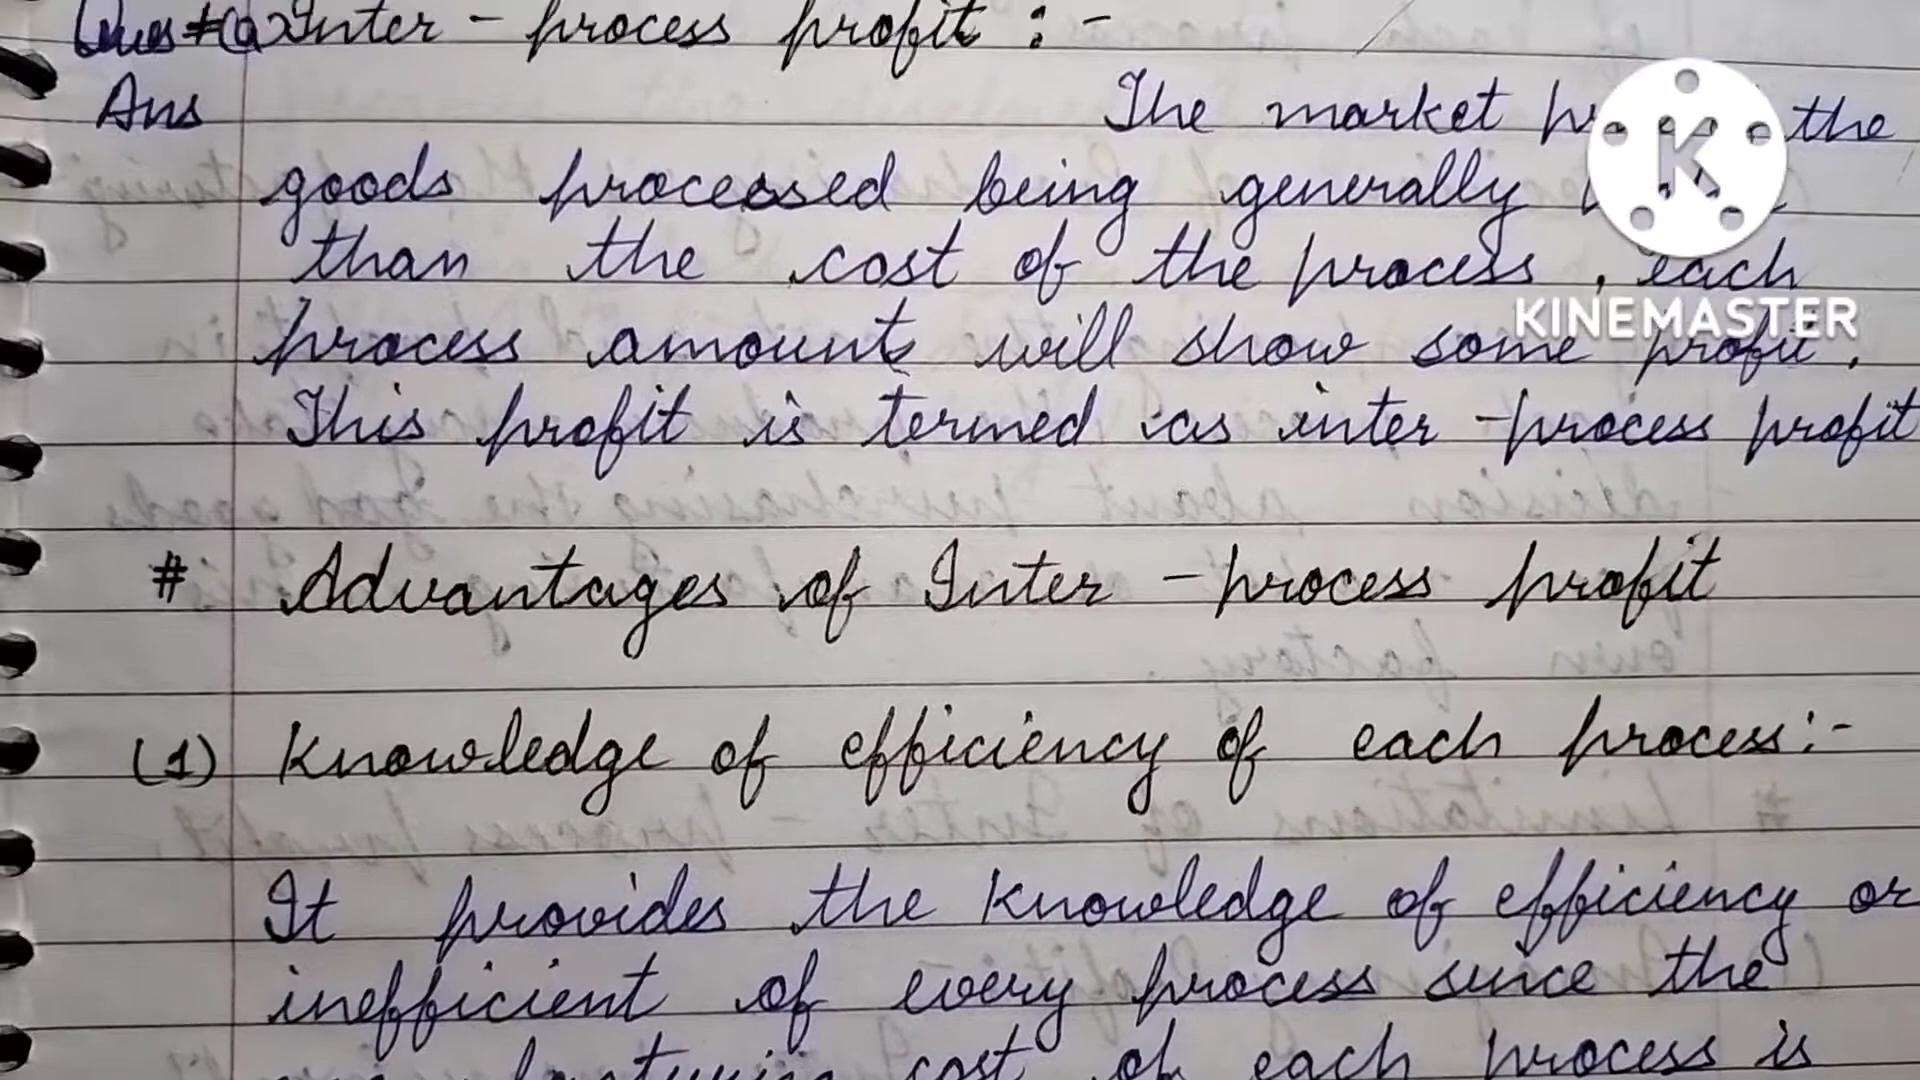 Ques # (a) Inter - process profit : -
Ans The market the
goods processed being generally
than the cost of the process, each
process amount will show some profit.
This profit is termed as inter - process profit
# Advantages of Inter - process profit
(1) Knowledge of efficiency of each process :-
It provides the knowledge of efficiency or
inefficient of every process since the
cost of each process is
K
KINEMASTER